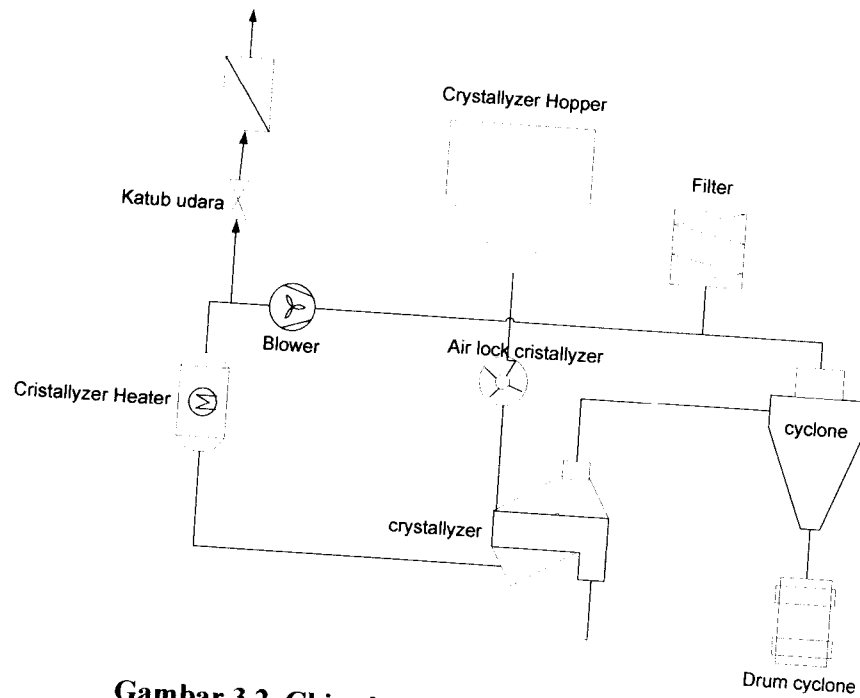 Crystallyzer Hopper
Filter
Katub udara
Blower
Air lock cristallyzer
Cristallyzer Heater
cyclone
crystallyzer
Drum cyclone
Gambar 3.2